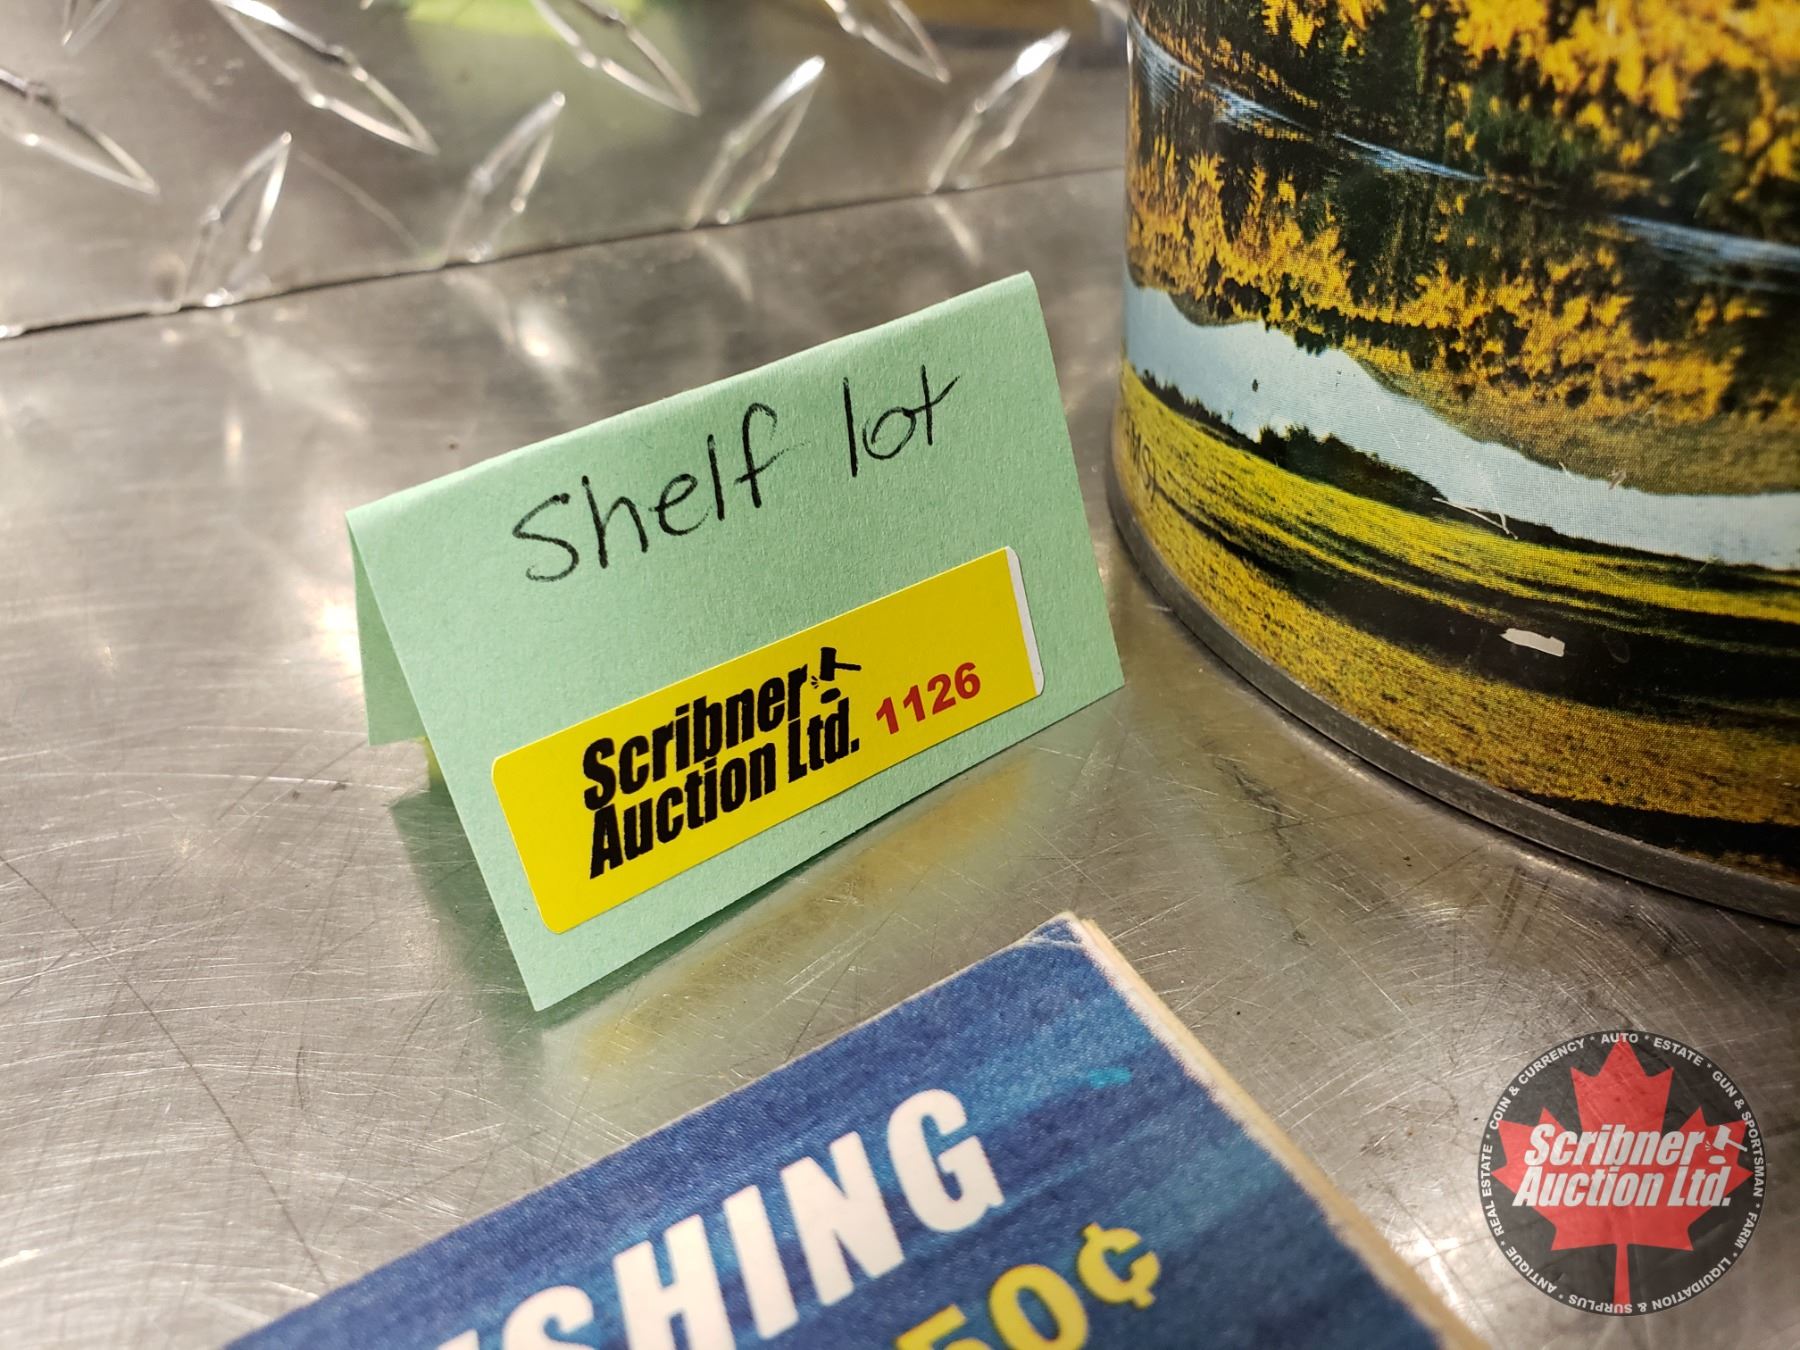 Shelf lot
Scribner
Auction Ltd. 1126
SHING
50¢
COIN & CURRENCY * AUTO * ESTATE * GUN & SPORTSMAN * FARM * LIQUIDATION & SURPLUS * ANTIQUE * REAL ESTATE *
Scribner
Auction Ltd.